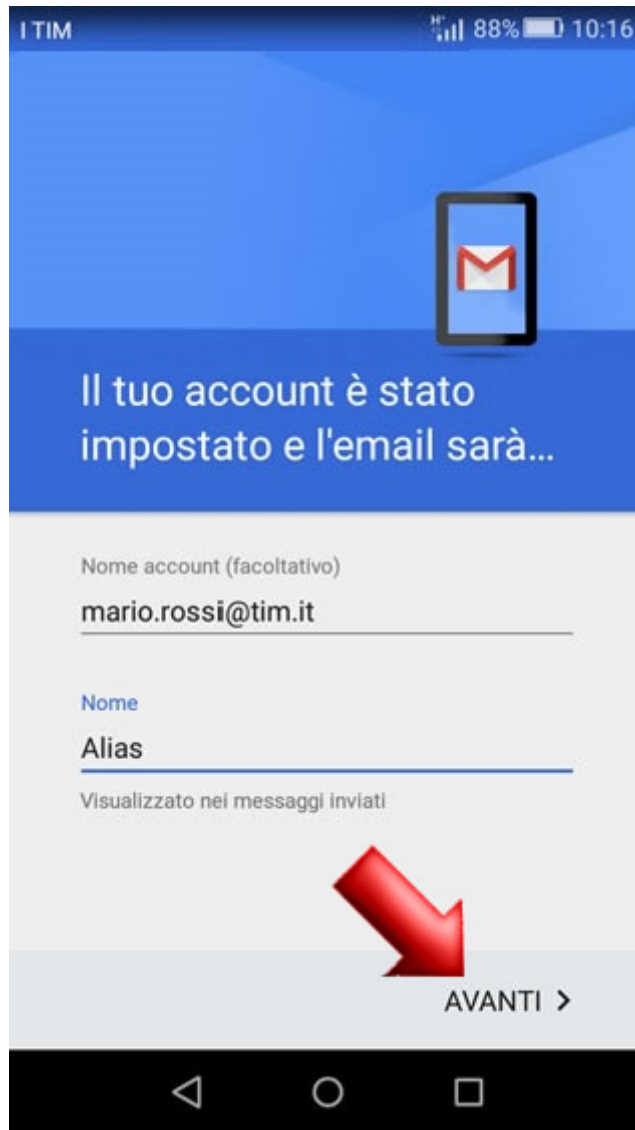 I TIM
H+ 88% 10:16
Il tuo account è stato
impostato e l'email sarà...
Nome account (facoltativo)
mario.rossi@tim.it
Nome
Alias
Visualizzato nei messaggi inviati
AVANTI